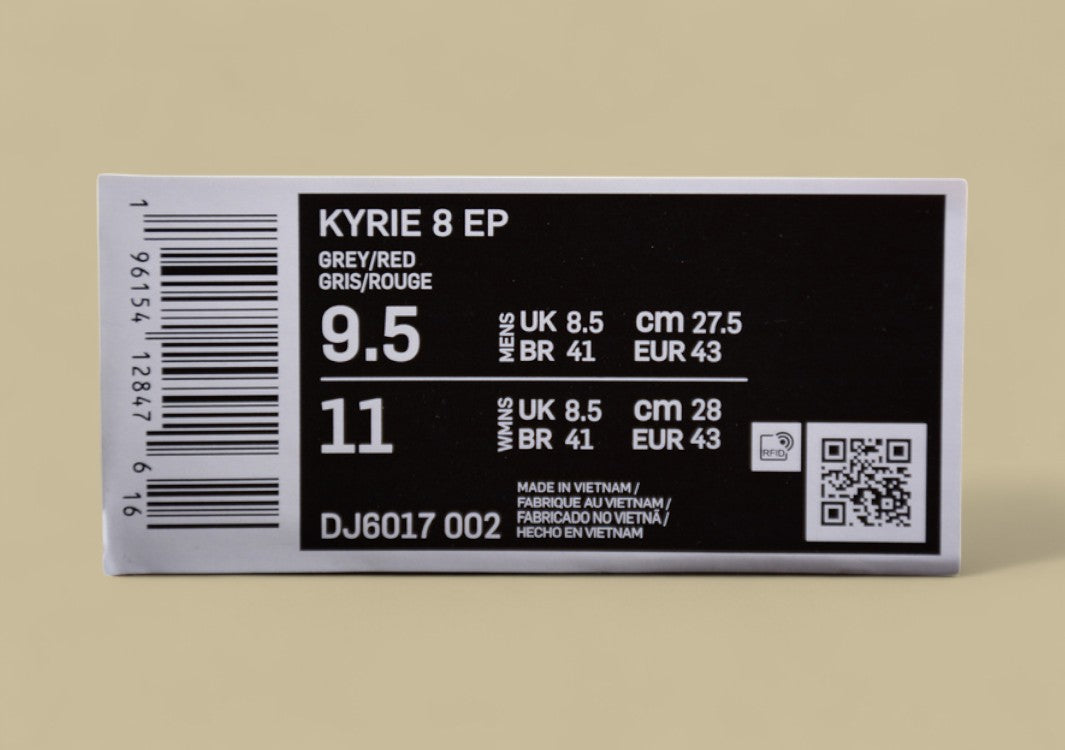 KYRIE 8 EP
GREY/RED
GRIS/ROUGE
9.5
MENS
UK 8.5 cm 27.5
BR 41 EUR 43
11
WMNS
UK 8.5 cm 28
BR 41 EUR 43
RFID
DJ6017 002
MADE IN VIETNAM /
FABRIQUE AU VIETNAM /
FABRICADO NO VIETNÃ /
HECHO EN VIETNAM
1 96154 12847 6 16